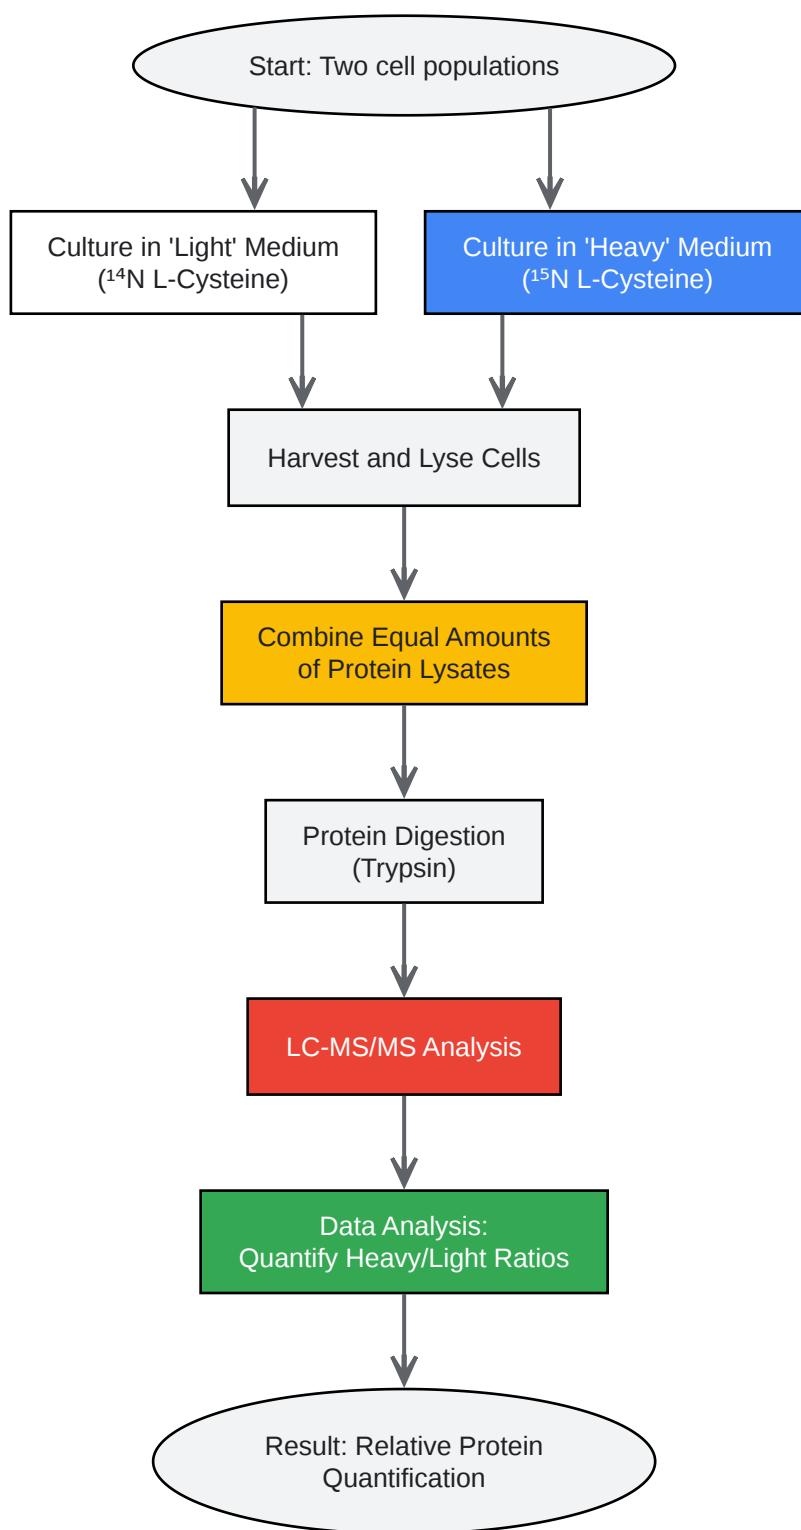 Start: Two cell populations
Culture in 'Light' Medium
(¹⁴N L-Cysteine)
Culture in 'Heavy' Medium
(¹⁵N L-Cysteine)
Harvest and Lyse Cells
Combine Equal Amounts
of Protein Lysates
Protein Digestion
(Trypsin)
LC-MS/MS Analysis
Data Analysis:
Quantify Heavy/Light Ratios
Result: Relative Protein
Quantification